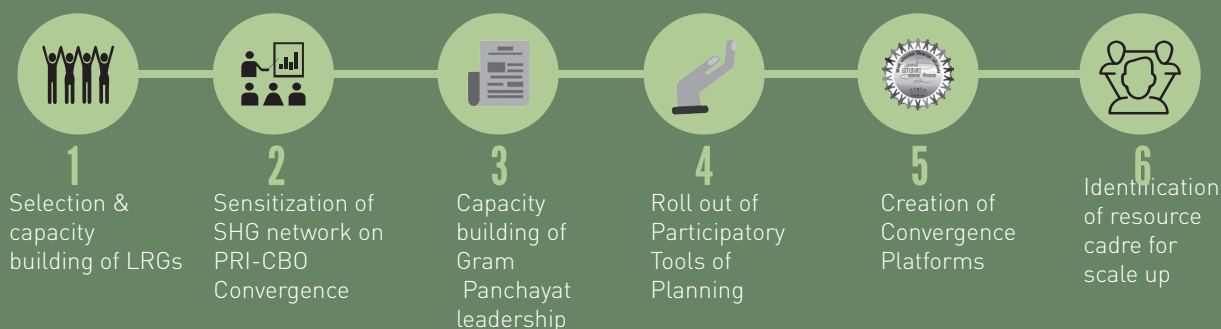 1
Selection &
capacity
building of LRGs
2
Sensitization of
SHG network on
PRI-CBO
Convergence
3
Capacity
building of
Gram
Panchayat
leadership
4
Roll out of
Participatory
Tools of
Planning
5
Creation of
Convergence
Platforms
6
Identification
of resource
cadre for
scale up